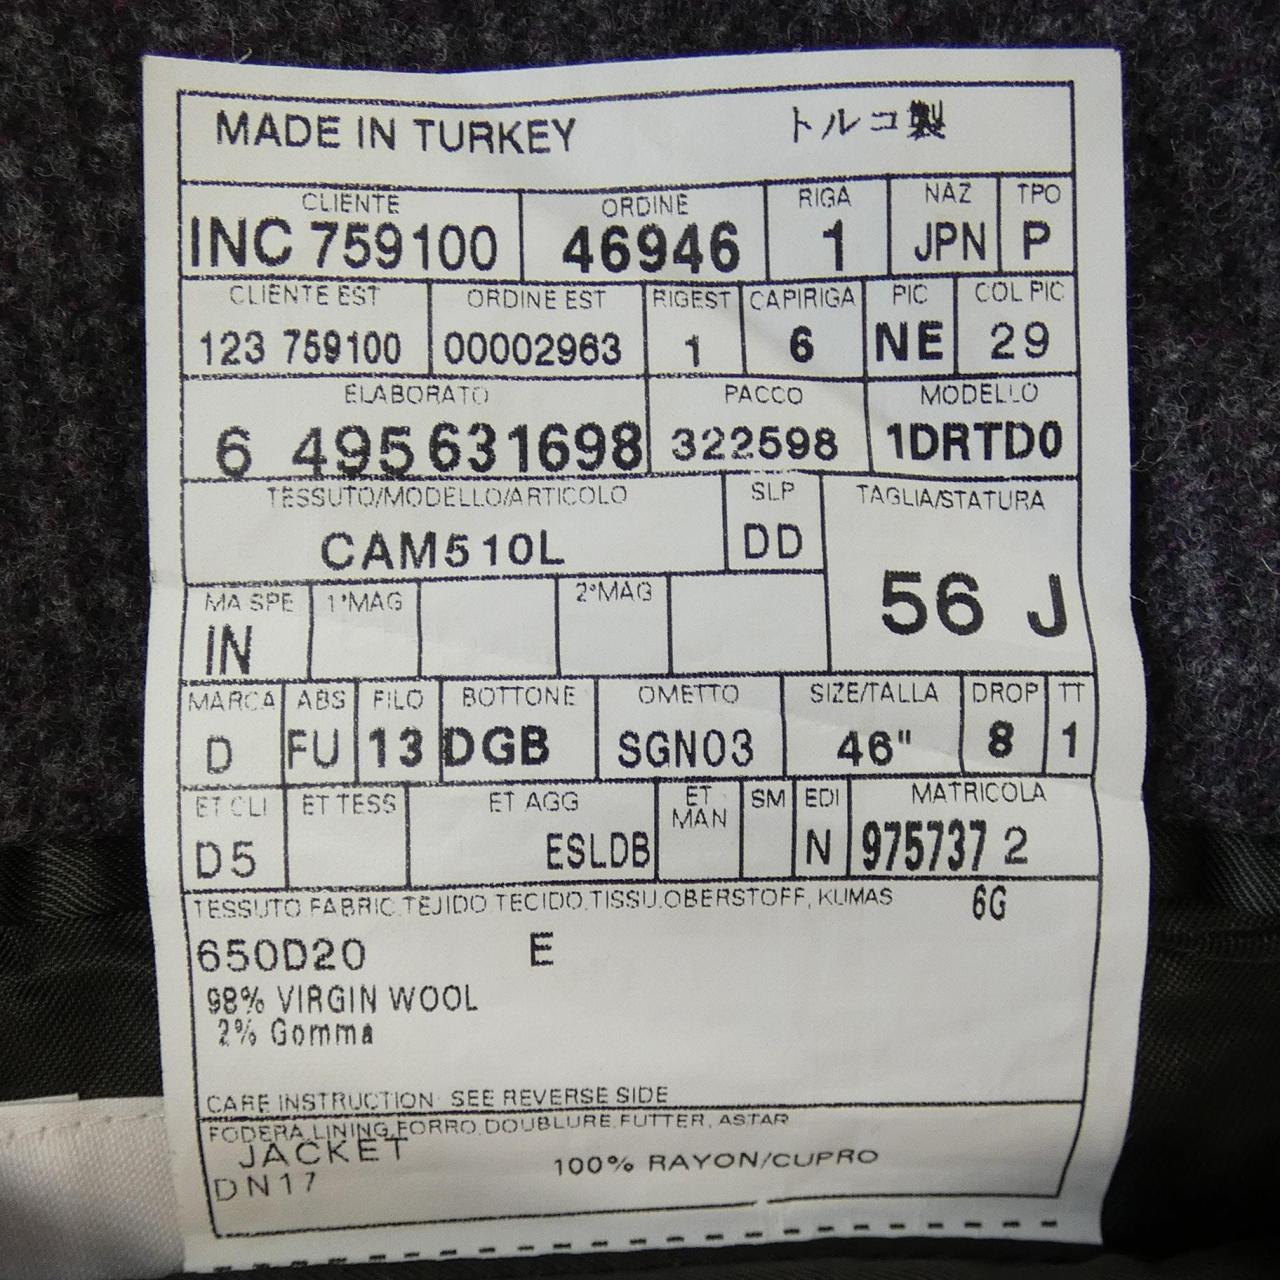 MADE IN TURKEY トルコ製
CLIENTE ORDINE RIGA NAZ TPO
INC 759100 46946 1 JPN P
CLIENTE EST ORDINE EST RIGEST CAPIRIGA PIC COL PIC
123 759100 00002963 1 6 NE 29
ELABORATO PACCO MODELLO
6 495631698 322598 1DRTD0
TESSUTO/MODELLO/ARTICOLO SLP TAGLIA/STATURA
CAM510L DD 56 J
MA SPE 1°MAG 2°MAG
IN
MARCA ABS FILO BOTTONE OMETTO SIZE/TALLA DROP TT
D FU 13 DGB SGN03 46" 8 1
ET CLI ET TESS ET AGG ET MAN SM EDI MATRICOLA
D5 ESLDB N 975737 2
TESSUTO,FABRIC,TEJIDO,TECIDO,TISSU,OBERSTOFF, KUMAS 6G
650D20 E
98% VIRGIN WOOL
2% Gomma
CARE INSTRUCTION SEE REVERSE SIDE
FODERA,LINING,FORRO,DOUBLURE,FUTTER, ASTAR
JACKET 100% RAYON/CUPRO
DN17